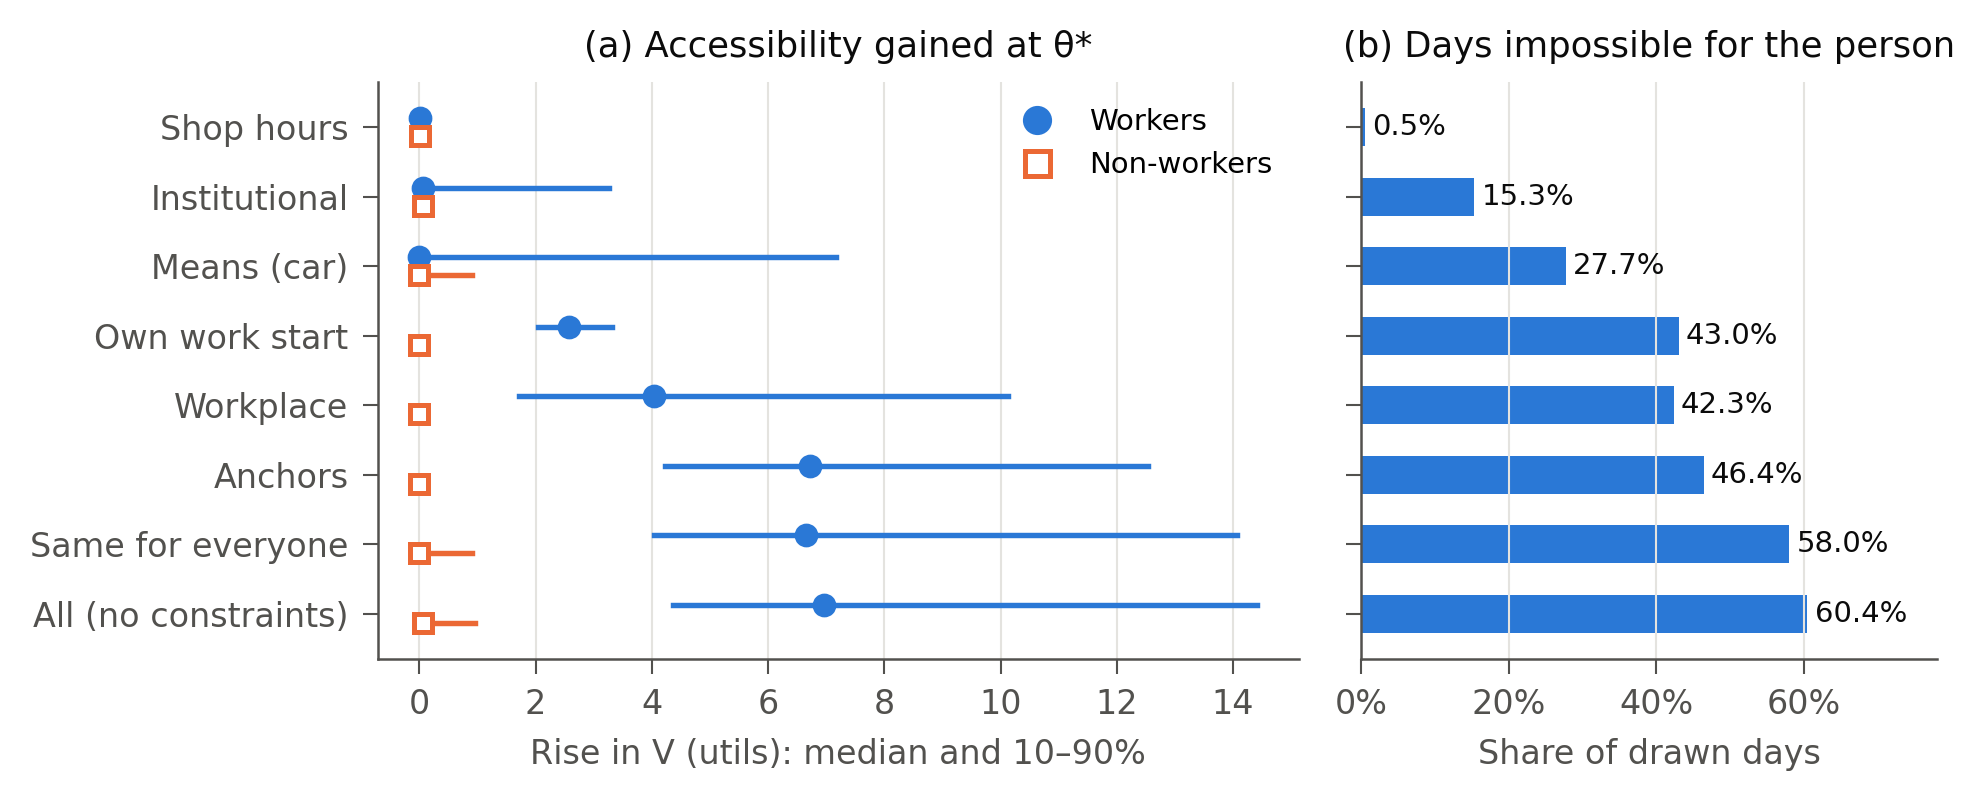 (a) Accessibility gained at θ*
(b) Days impossible for the person
Workers
Non-workers
Shop hours
Institutional
Means (car)
Own work start
Workplace
Anchors
Same for everyone
All (no constraints)
0 2 4 6 8 10 12 14
Rise in V (utils): median and 10–90%
0.5%
15.3%
27.7%
43.0%
42.3%
46.4%
58.0%
60.4%
0% 20% 40% 60%
Share of drawn days